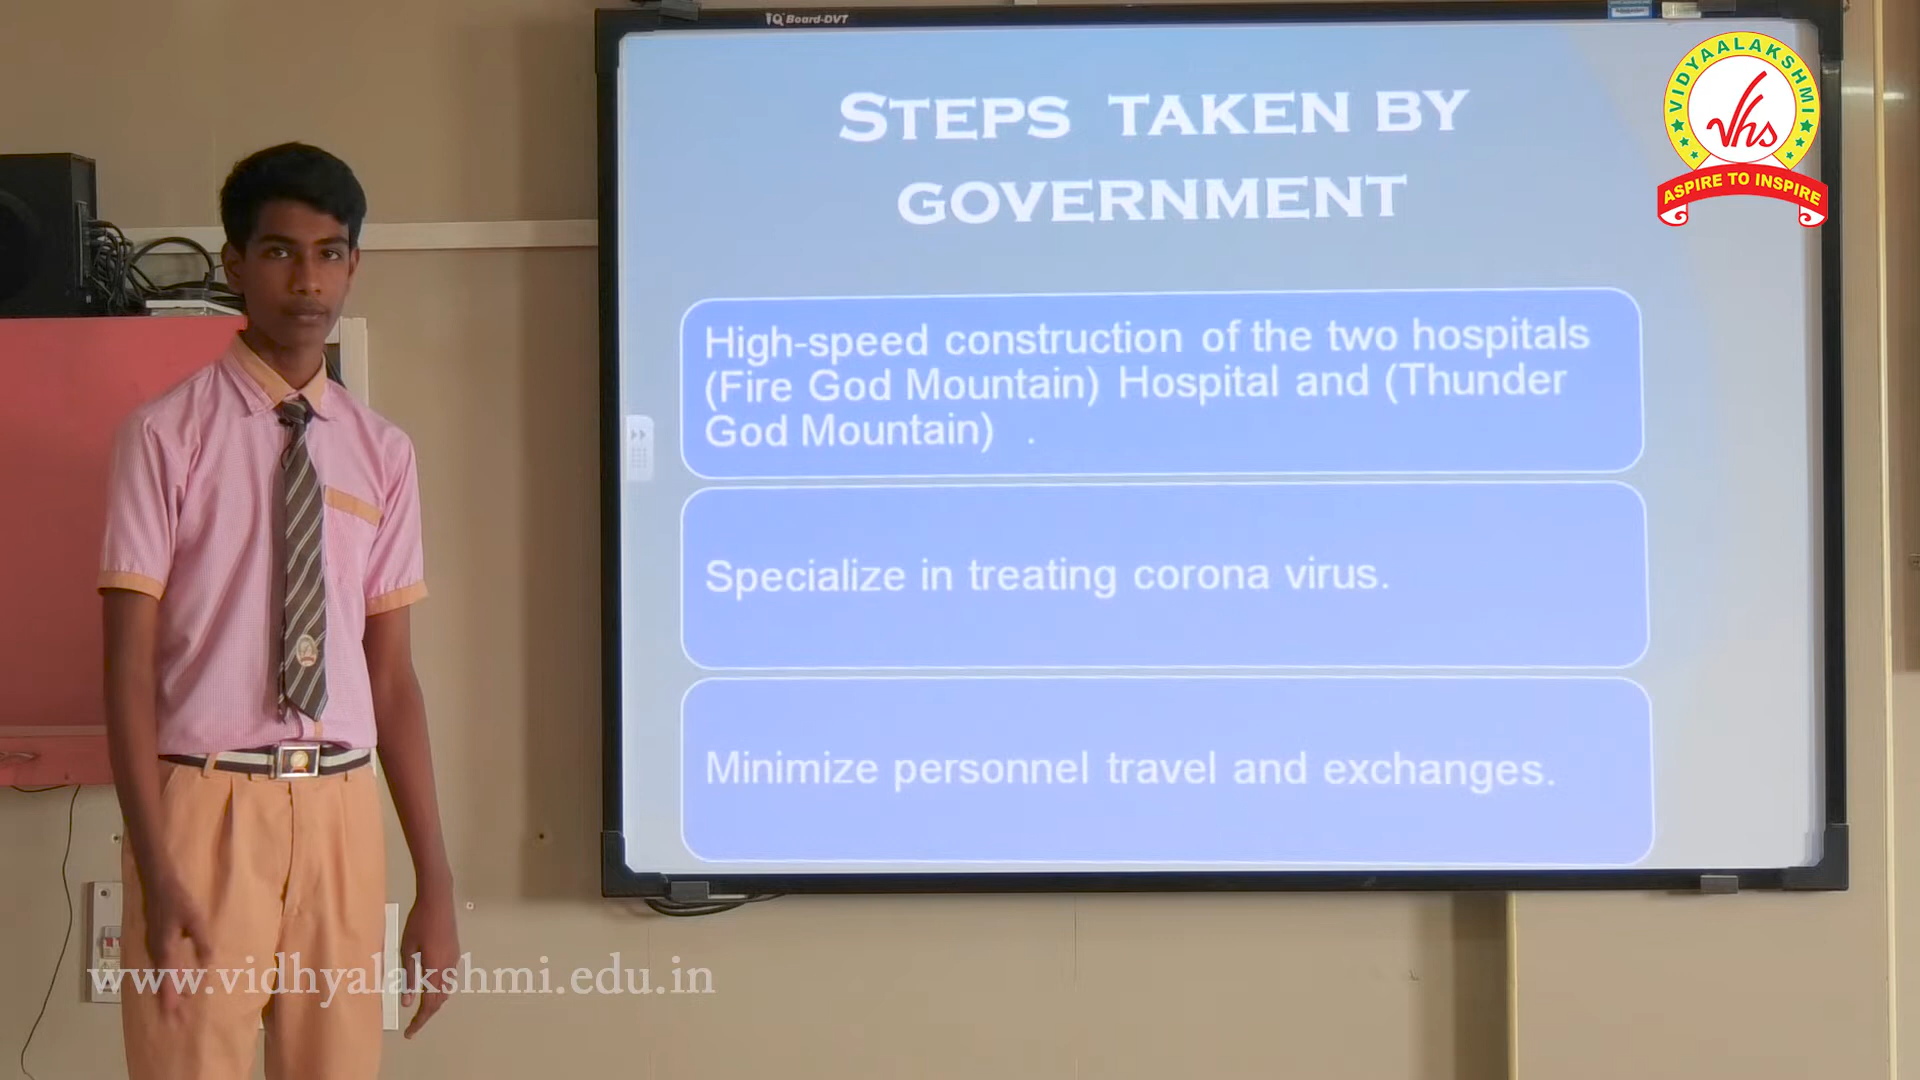 iQ Board-DVT
STEPS TAKEN BY
GOVERNMENT
VIDYAALAKSHMI
vhs
ASPIRE TO INSPIRE
High-speed construction of the two hospitals
(Fire God Mountain) Hospital and (Thunder
God Mountain) .
Specialize in treating corona virus.
Minimize personnel travel and exchanges.
www.vidhyalakshmi.edu.in